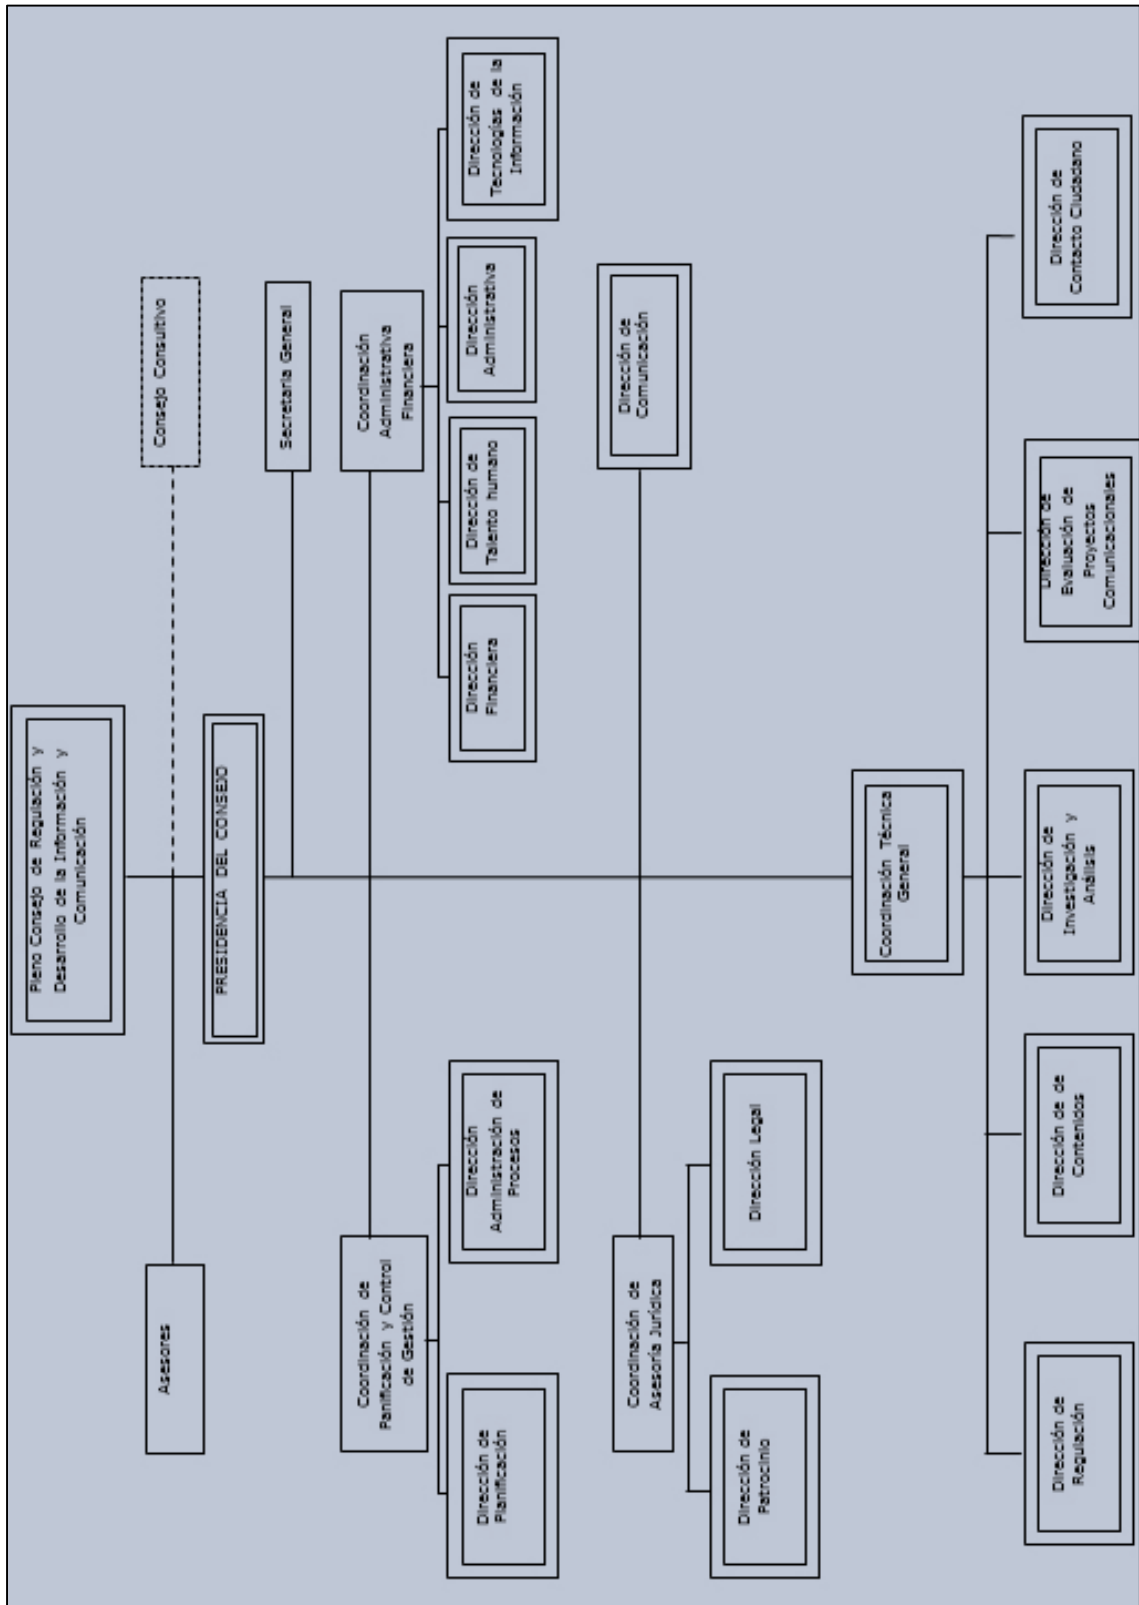 Pleno Consejo de Regulación y
Desarrollo de la Información y
Comunicación
Asesores
Consejo Consultivo
PRESIDENCIA DEL CONSEJO
Secretaria General
Coordinación de
Panificación y Control
de Gestión
Coordinación
Administrativa
Financiera
Dirección de
Planificación
Dirección
Administración de
Procesos
Dirección
Financiera
Dirección de
Talento humano
Dirección
Administrativa
Dirección de
Tecnologías de la
Información
Coordinación de
Asesoría Jurídica
Dirección de
Comunicación
Dirección de
Patrocinio
Dirección Legal
Coordinación Técnica
General
Dirección de
Regulación
Dirección de de
Contenidos
Dirección de
Investigación y
Análisis
Dirección de
Evaluación de
Proyectos
Comunicacionales
Dirección de
Contacto Ciudadano